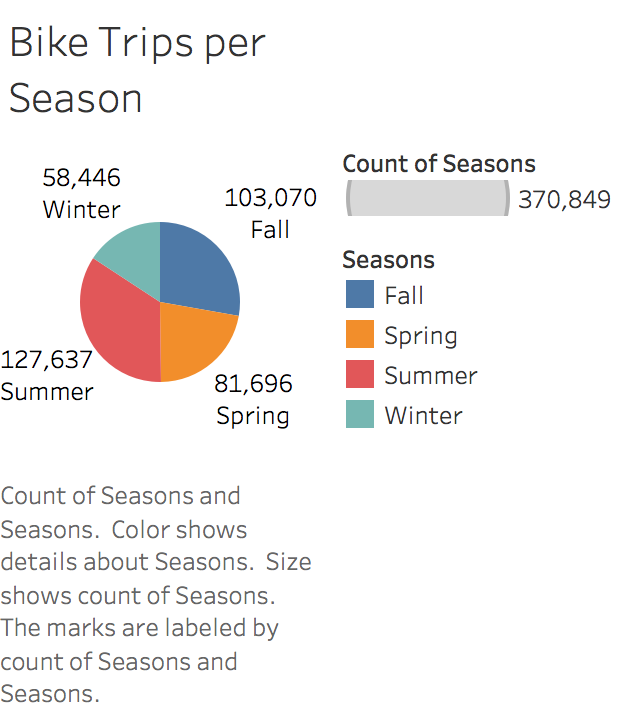 Bike Trips per
Season
58,446
Winter
103,070
Fall
127,637
Summer
81,696
Spring
Count of Seasons
370,849
Seasons
Fall
Spring
Summer
Winter
Count of Seasons and
Seasons.  Color shows
details about Seasons.  Size
shows count of Seasons.
The marks are labeled by
count of Seasons and
Seasons.